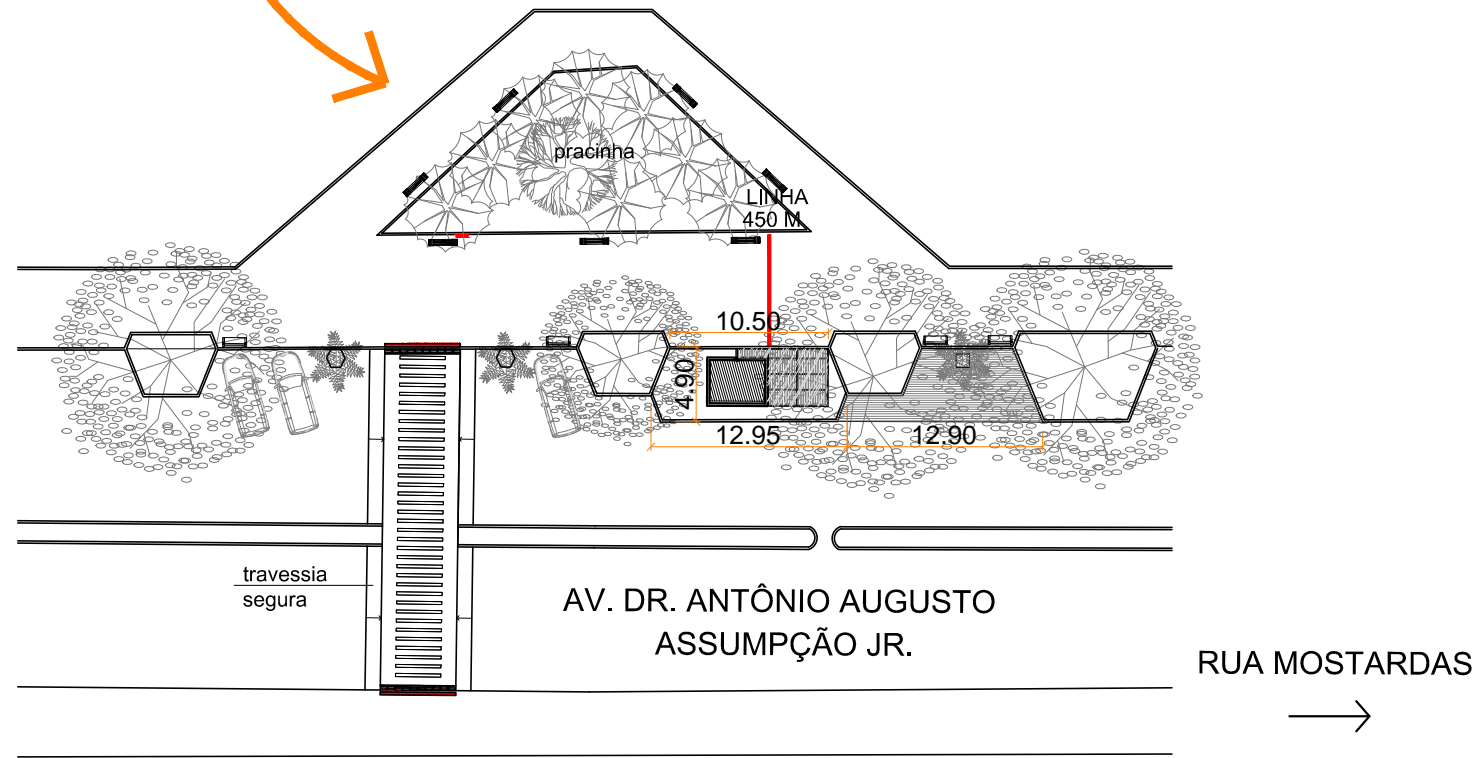 pracinha
LINHA
450 M
10.50
4.90
12.95
12.90
travessia
segura
AV. DR. ANTÔNIO AUGUSTO
ASSUMPÇÃO JR.
RUA MOSTARDAS